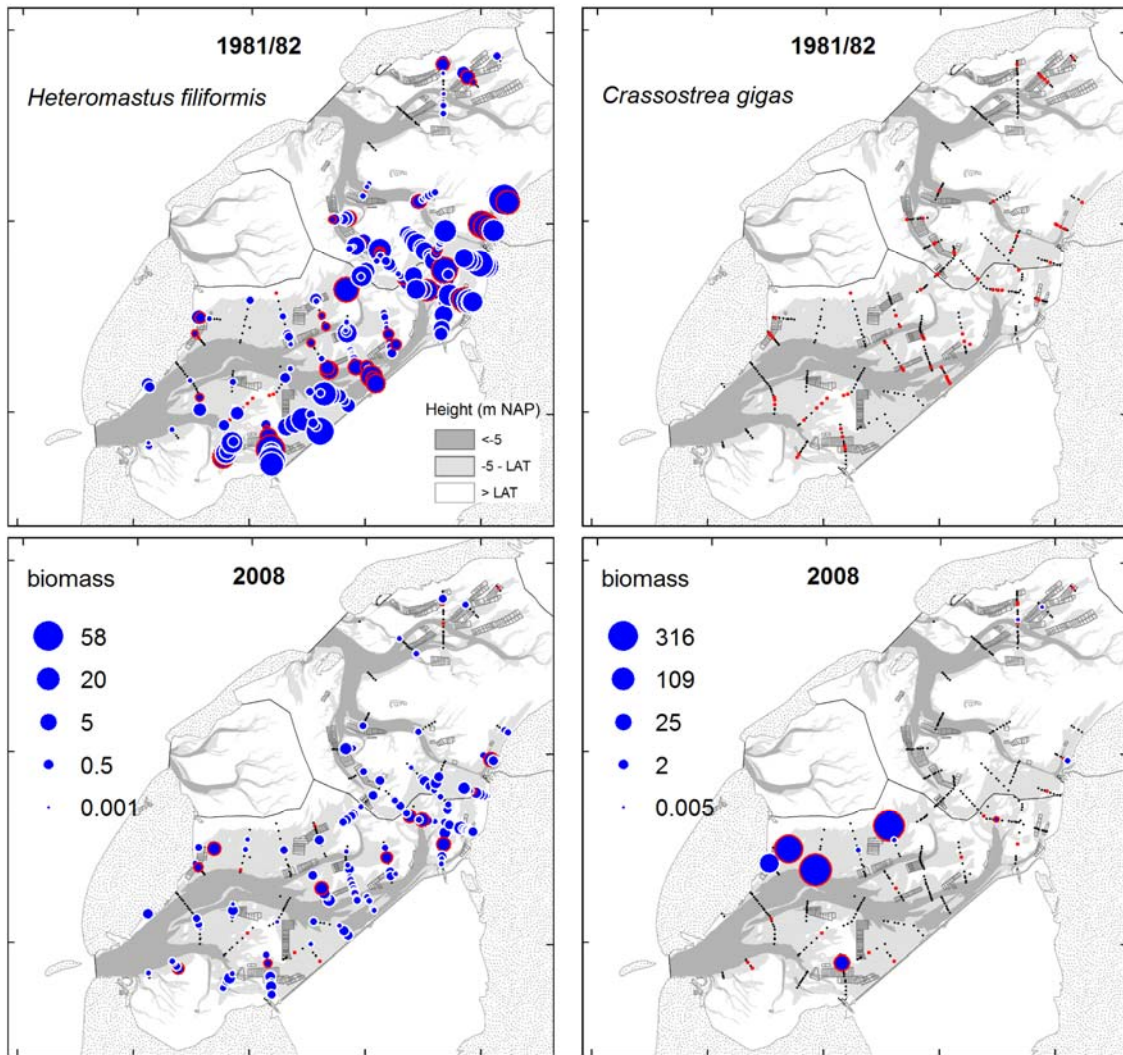 1981/82
Heteromastus filiformis
Height (m NAP)
<-5
-5 - LAT
> LAT
1981/82
Crassostrea gigas
2008
biomass
58
20
5
0.5
0.001
2008
biomass
316
109
25
2
0.005